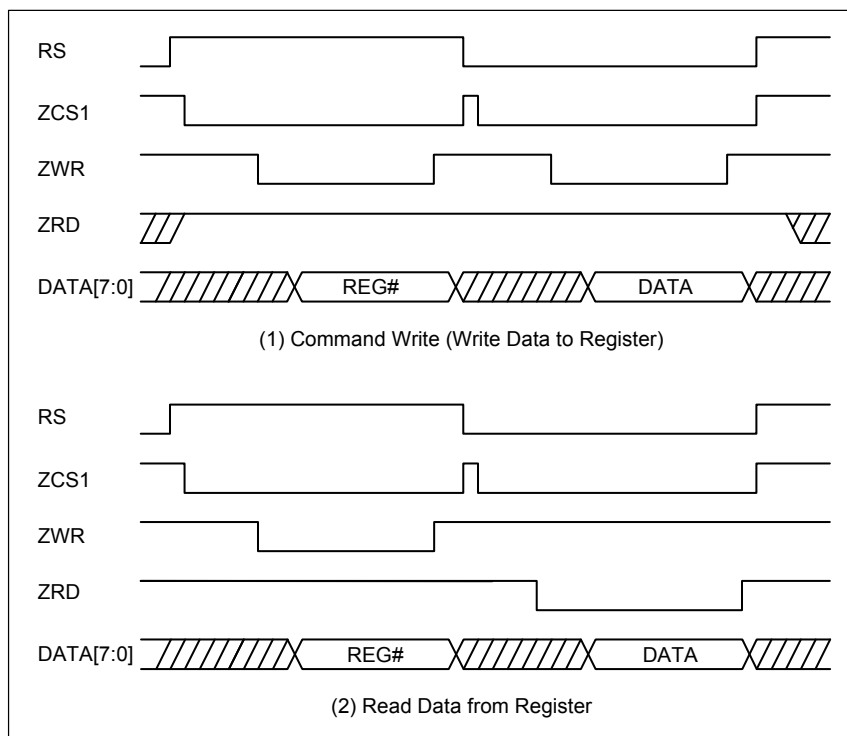 RS
ZCS1
ZWR
ZRD
DATA[7:0] REG# DATA
(1) Command Write (Write Data to Register)
RS
ZCS1
ZWR
ZRD
DATA[7:0] REG# DATA
(2) Read Data from Register